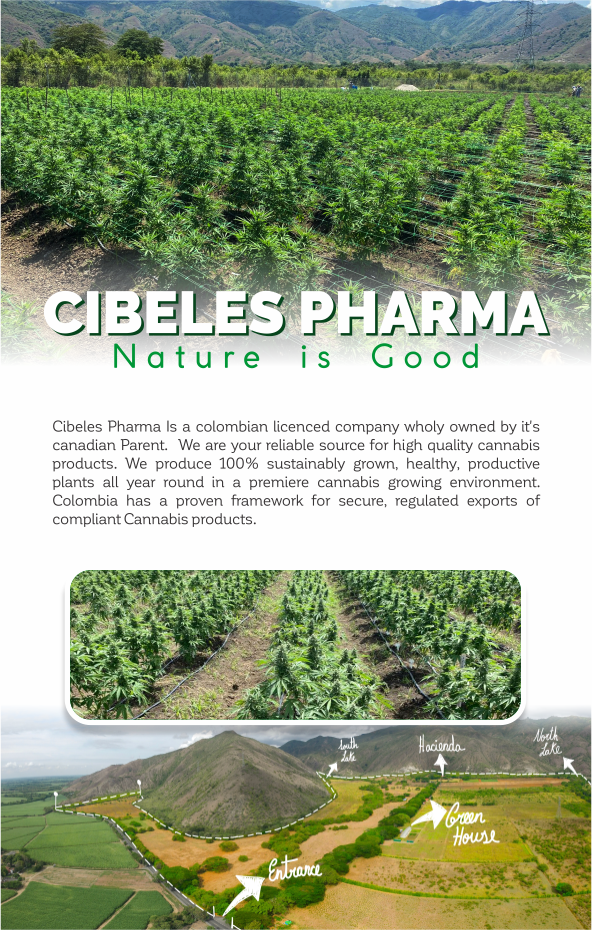 CIBELES PHARMA
Nature is Good
Cibeles Pharma Is a colombian licenced company wholy owned by it's
canadian Parent. We are your reliable source for high quality cannabis
products. We produce 100% sustainably grown, healthy, productive
plants all year round in a premiere cannabis growing environment.
Colombia has a proven framework for secure, regulated exports of
compliant Cannabis products.
South
Lake
Hacienda
North
Lake
Green
House
Entrance